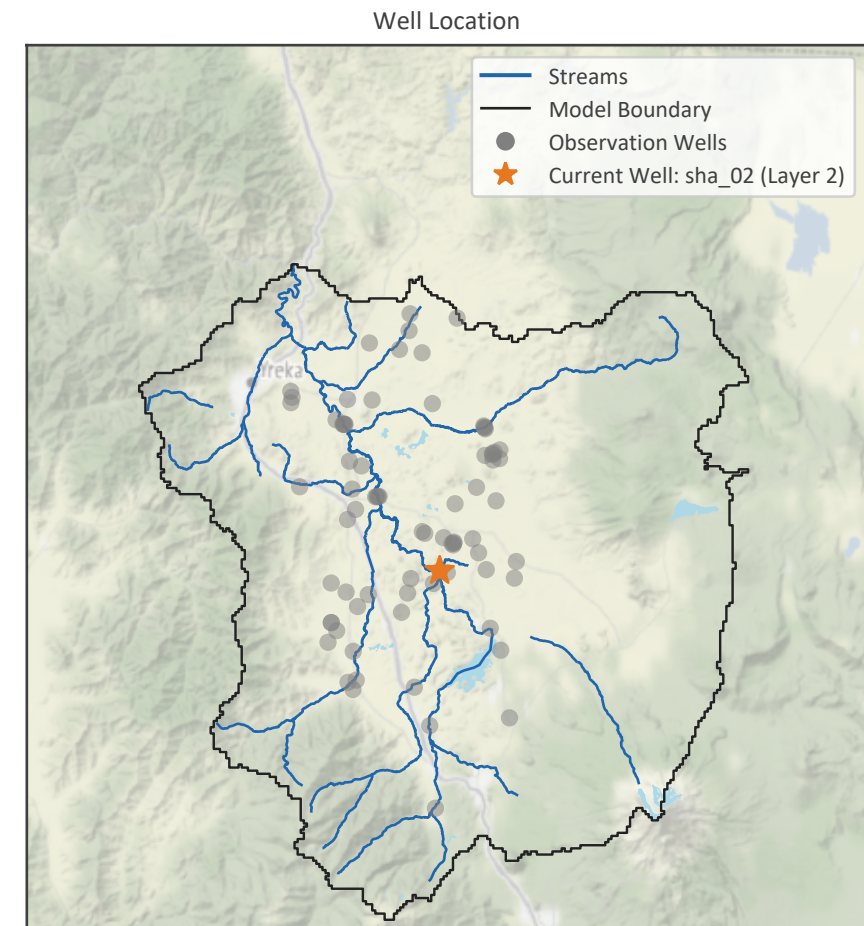 Well Location
Streams
Model Boundary
Observation Wells
Current Well: sha_02 (Layer 2)
Yreka